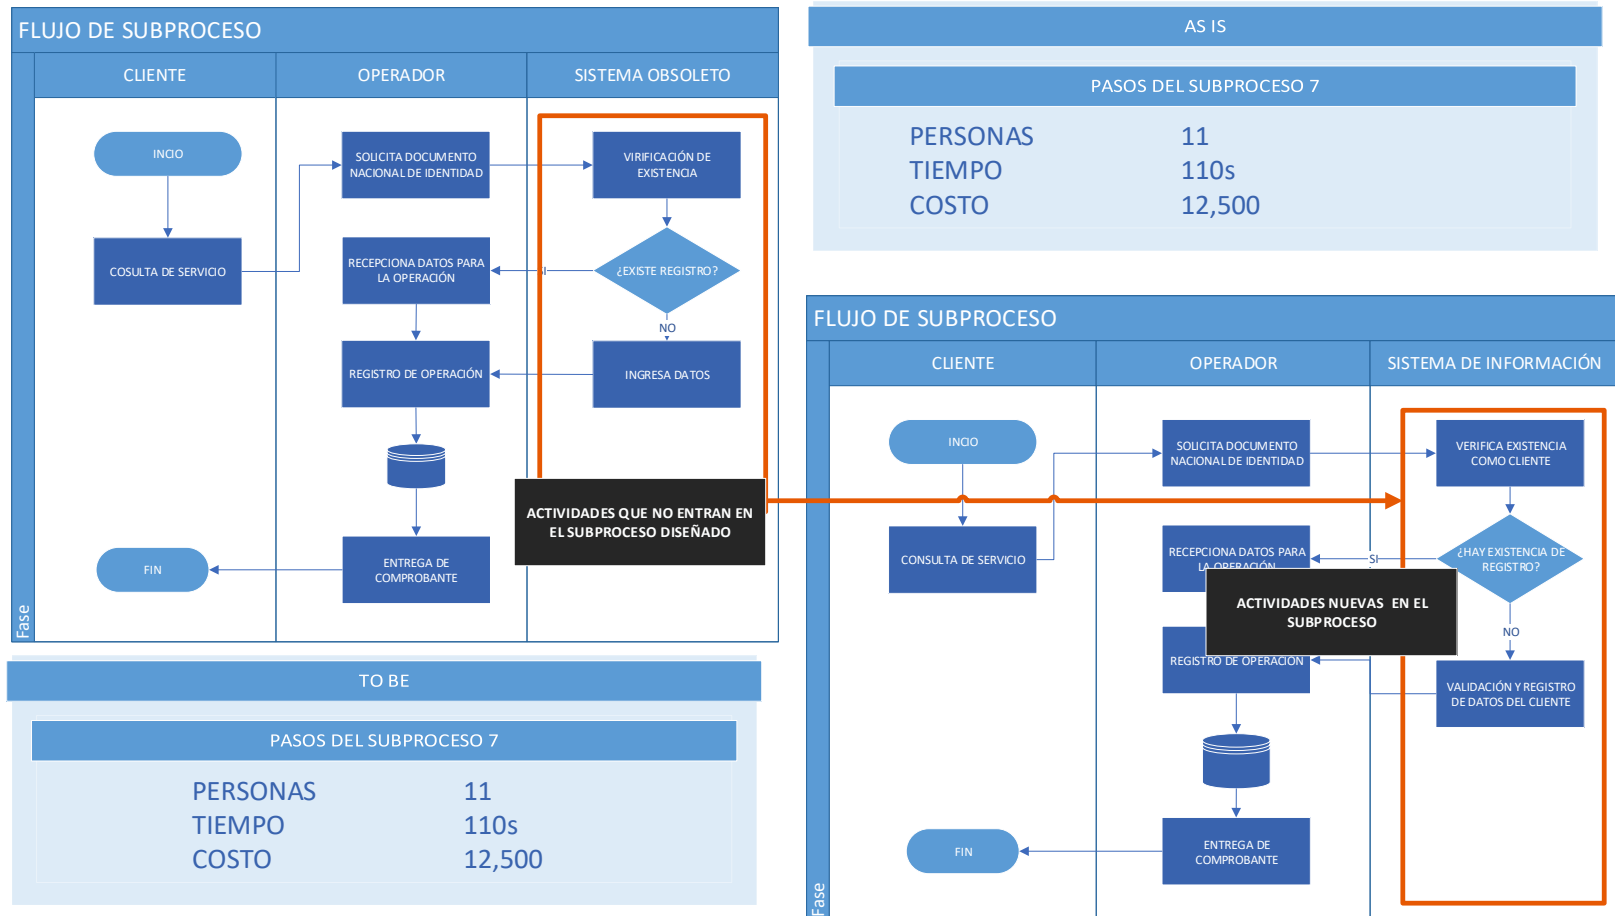 FLUJO DE SUBPROCESO
CLIENTE
OPERADOR
SISTEMA OBSOLETO
INCIO
SOLICITA DOCUMENTO
NACIONAL DE IDENTIDAD
VIRIFICACIÓN DE
EXISTENCIA
COSULTA DE SERVICIO
RECEPCIONA DATOS PARA
LA OPERACIÓN
SI
¿EXISTE REGISTRO?
NO
REGISTRO DE OPERACIÓN
INGRESA DATOS
ACTIVIDADES QUE NO ENTRAN EN
EL SUBPROCESO DISEÑADO
FIN
ENTREGA DE
COMPROBANTE
Fase
AS IS
PASOS DEL SUBPROCESO 7
PERSONAS 11
TIEMPO 110s
COSTO 12,500
TO BE
PASOS DEL SUBPROCESO 7
PERSONAS 11
TIEMPO 110s
COSTO 12,500
FLUJO DE SUBPROCESO
CLIENTE
OPERADOR
SISTEMA DE INFORMACIÓN
INCIO
SOLICITA DOCUMENTO
NACIONAL DE IDENTIDAD
VERIFICA EXISTENCIA
COMO CLIENTE
CONSULTA DE SERVICIO
RECEPCIONA DATOS PARA
LA OPERACIÓN
SI
¿HAY EXISTENCIA DE
REGISTRO?
ACTIVIDADES NUEVAS EN EL
SUBPROCESO
NO
REGISTRO DE OPERACIÓN
VALIDACIÓN Y REGISTRO
DE DATOS DEL CLIENTE
FIN
ENTREGA DE
COMPROBANTE
Fase